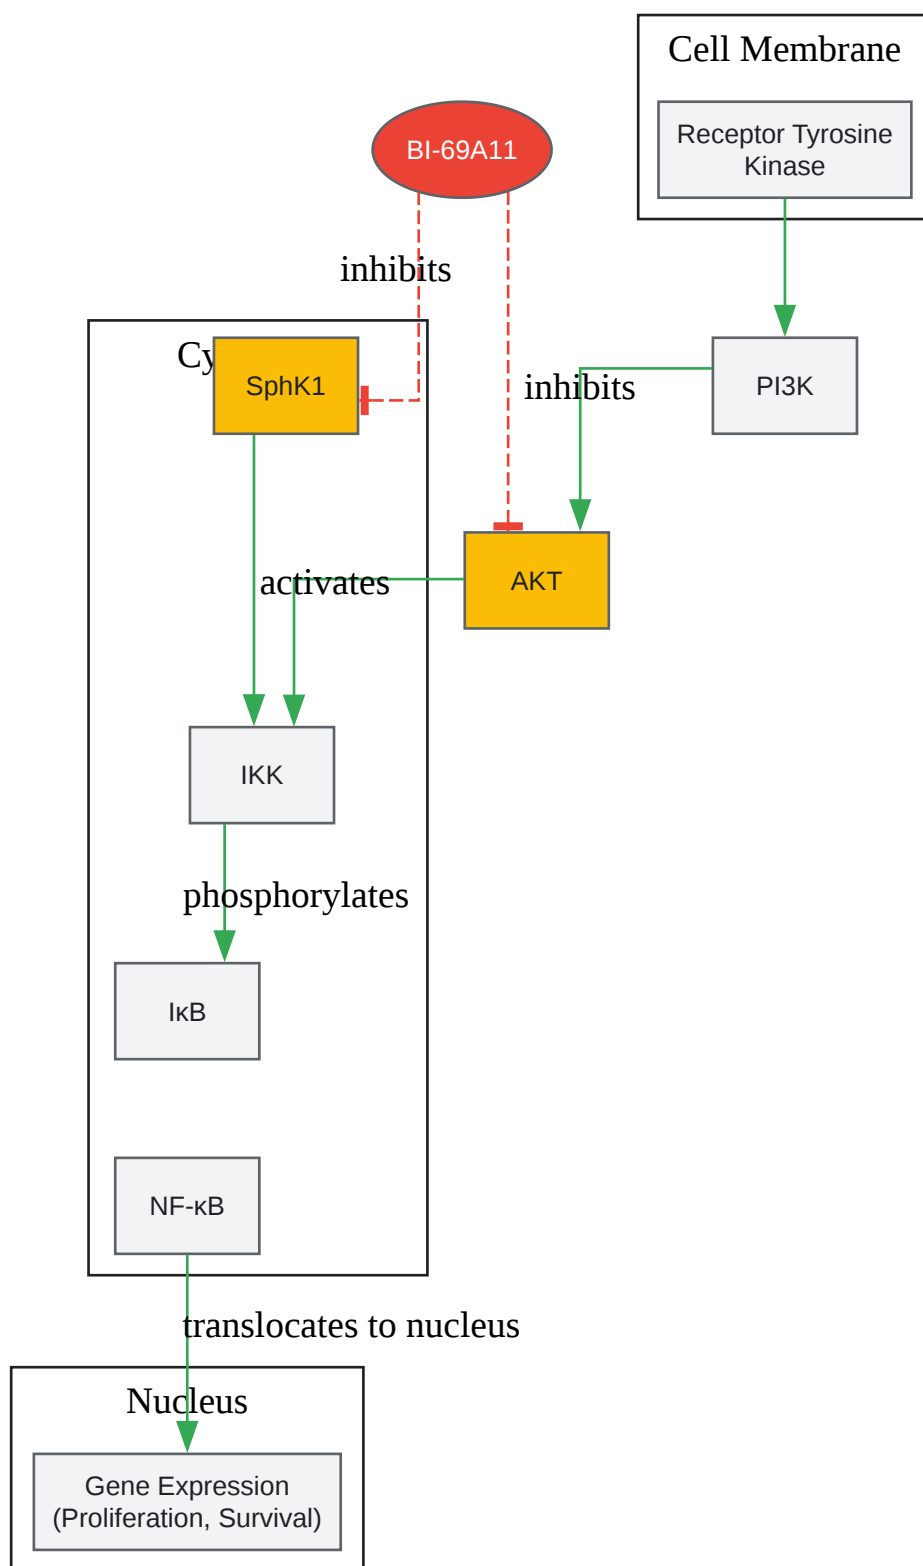 Cell Membrane
Receptor Tyrosine
Kinase
BI-69A11
inhibits
Cy
SphK1
inhibits
PI3K
AKT
activates
IKK
phosphorylates
IκB
NF-κB
translocates to nucleus
Nucleus
Gene Expression
(Proliferation, Survival)